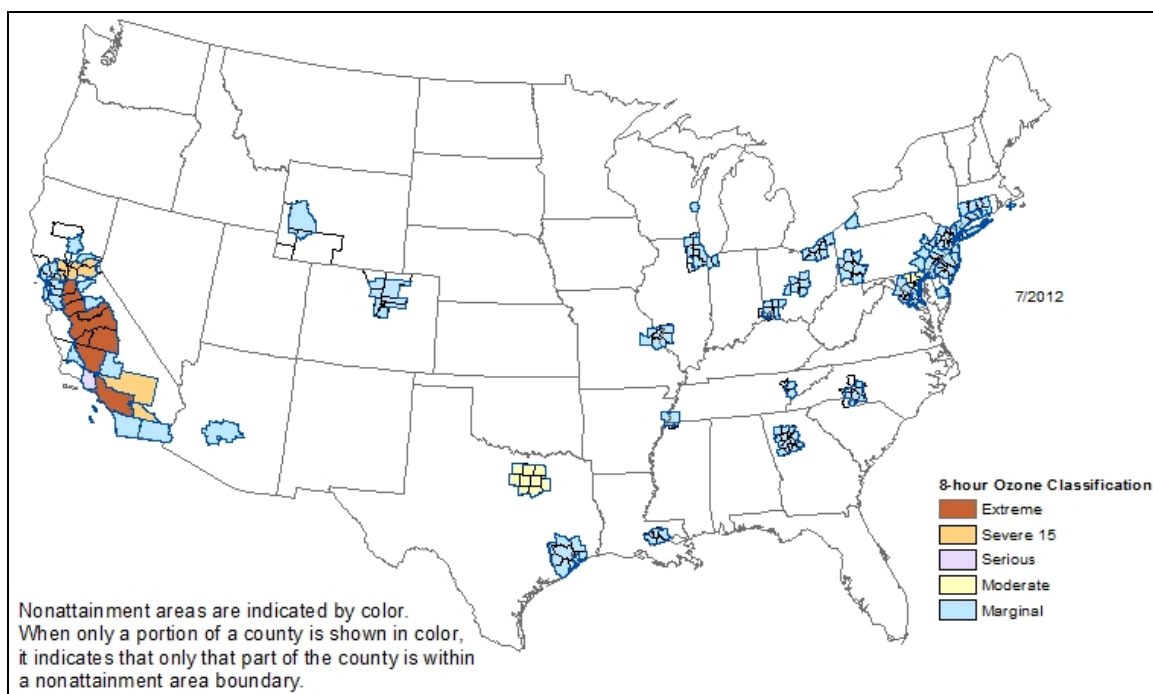 7/2012
8-hour Ozone Classification
Extreme
Severe 15
Serious
Moderate
Marginal
Nonattainment areas are indicated by color.
When only a portion of a county is shown in color,
it indicates that only that part of the county is within
a nonattainment area boundary.